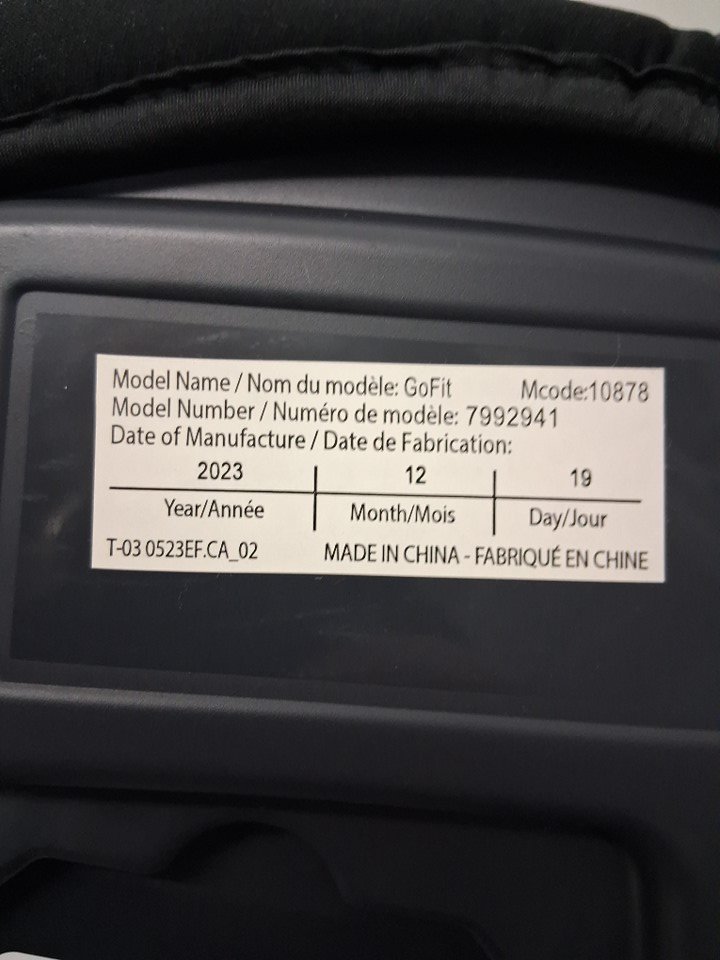 Model Name / Nom du modèle: GoFit Mcode:10878
Model Number / Numéro de modèle: 7992941
Date of Manufacture / Date de Fabrication:
2023 12 19
Year/Année Month/Mois Day/Jour
T-03 0523EF.CA_02 MADE IN CHINA - FABRIQUÉ EN CHINE